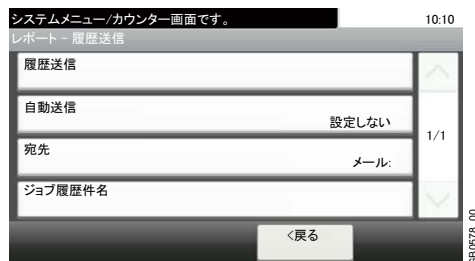 システムメニュー/カウンター画面です。
10:10
レポート - 履歴送信
履歴送信
自動送信
設定しない
1/1
宛先
メール:
ジョブ履歴件名
<戻る